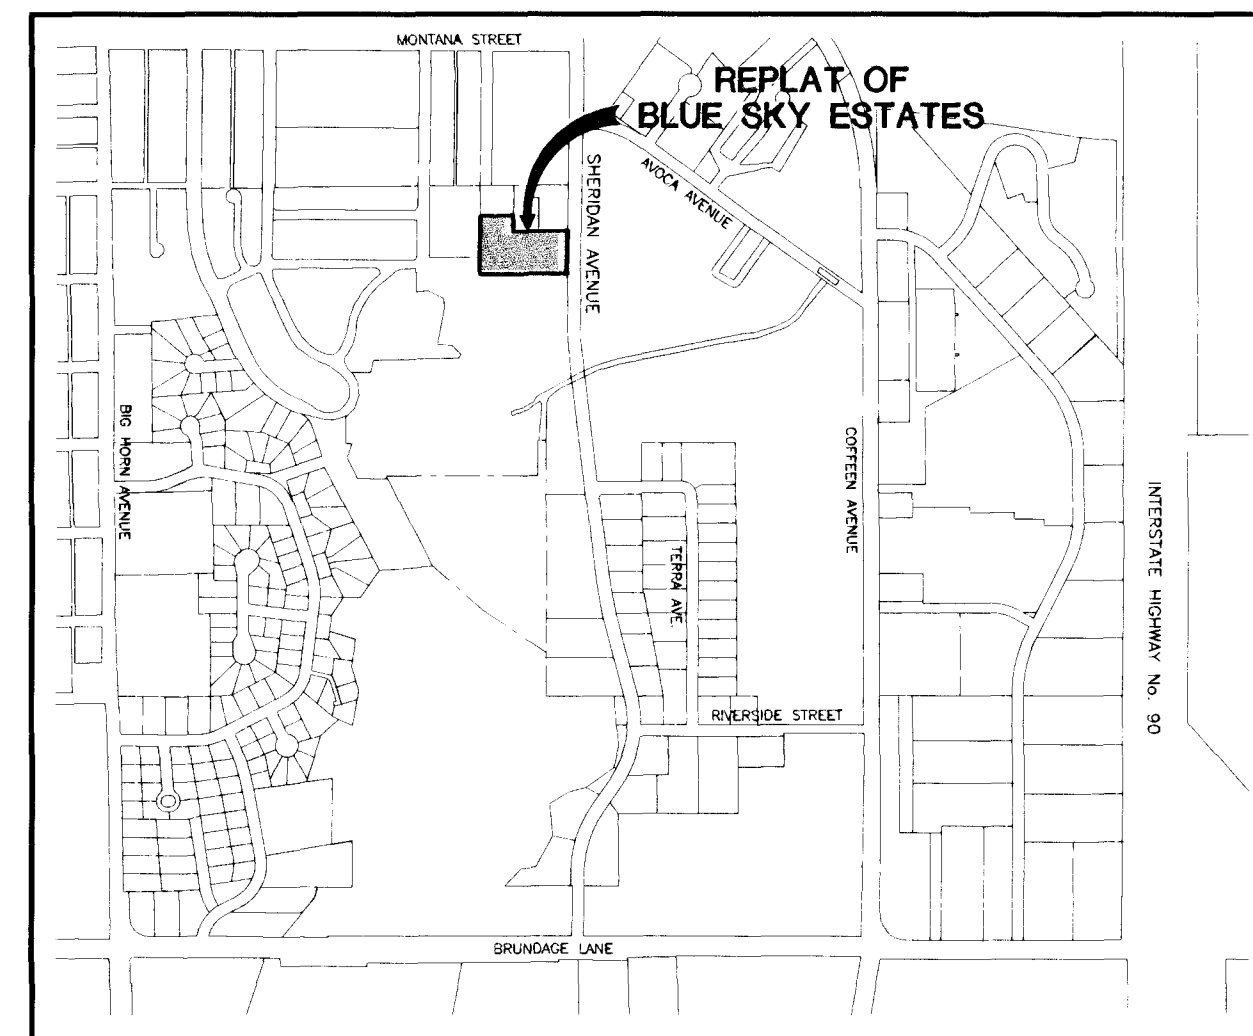 MONTANA STREET
REPLAT OF
BLUE SKY ESTATES
SHERIDAN AVENUE
AVOCA AVENUE
BIG HORN AVENUE
COFFEEN AVENUE
INTERSTATE HIGHWAY No. 90
TERRA AVE.
RIVERSIDE STREET
BRUNDAGE LANE